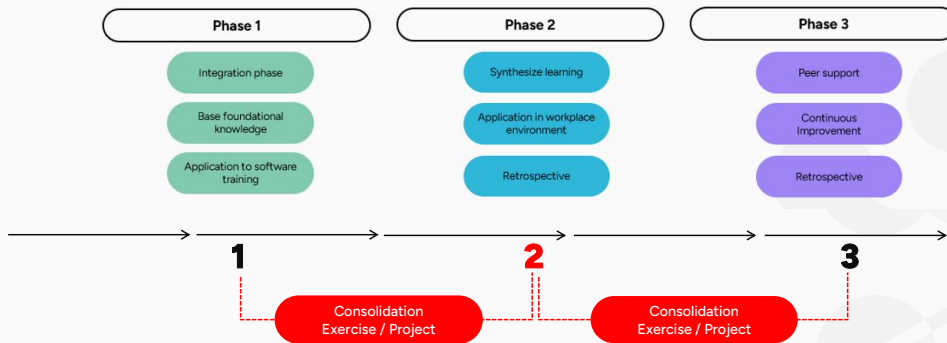 Phase 1
Phase 2
Phase 3
Integration phase
Synthesize learning
Peer support
Base foundational
knowledge
Application in workplace
environment
Continuous
Improvement
Application to software
training
Retrospective
Retrospective
1
2
3
Consolidation
Exercise / Project
Consolidation
Exercise / Project